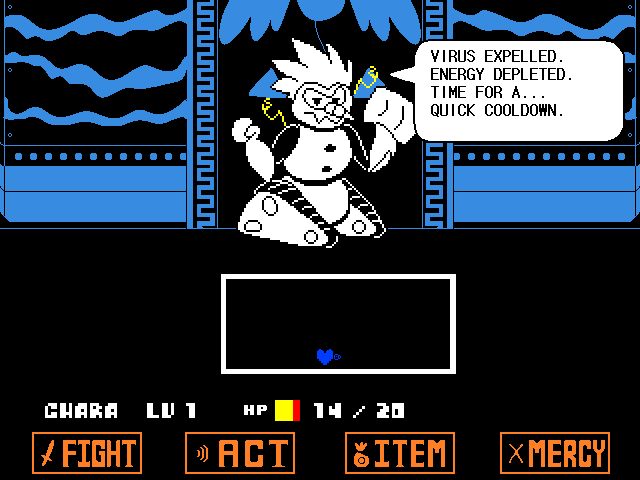 VIRUS EXPELLED.
ENERGY DEPLETED.
TIME FOR A...
QUICK COOLDOWN.
CHARA LV 1 HP 14 / 20
FIGHT ACT ITEM MERCY